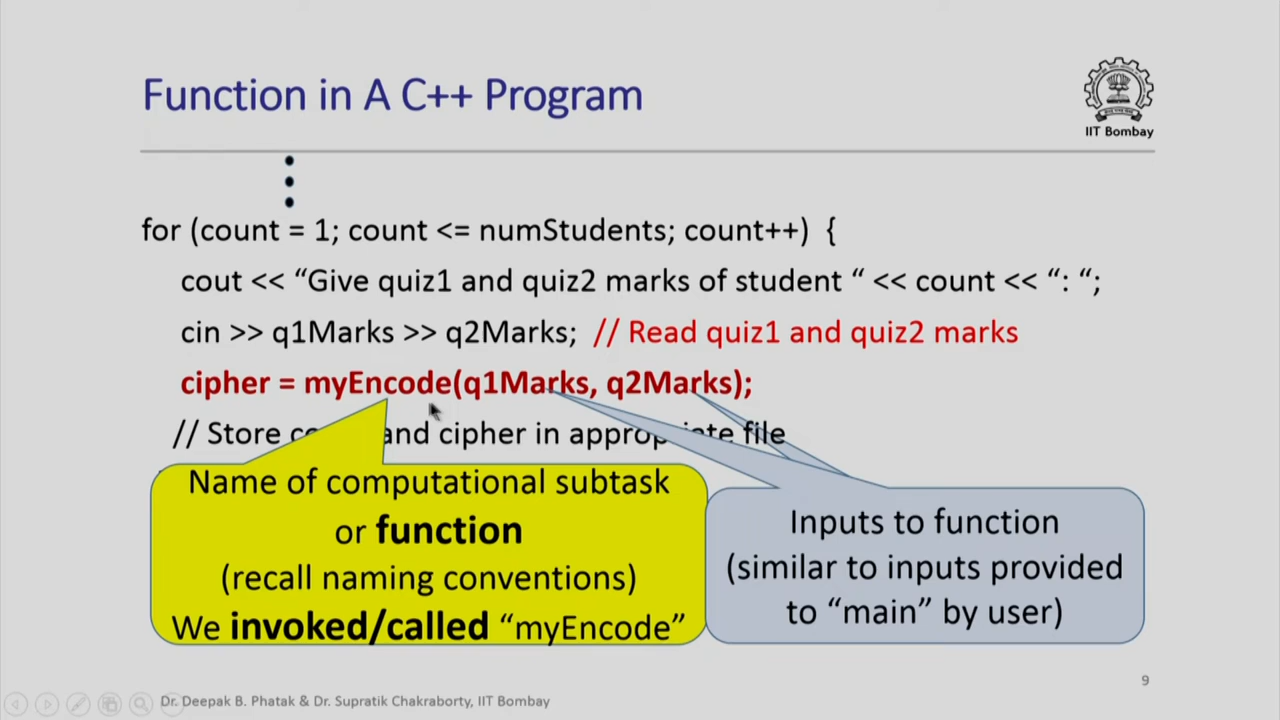 Function in A C++ Program
IIT Bombay
for (count = 1; count <= numStudents; count++) {
cout << “Give quiz1 and quiz2 marks of student “ << count << “: “;
cin >> q1Marks >> q2Marks; // Read quiz1 and quiz2 marks
cipher = myEncode(q1Marks, q2Marks);
// Store and cipher in appropriate file
Name of computational subtask
or function
(recall naming conventions)
We invoked/called “myEncode”
Inputs to function
(similar to inputs provided
to “main” by user)
9
Dr. Deepak B. Phatak & Dr. Supratik Chakraborty, IIT Bombay